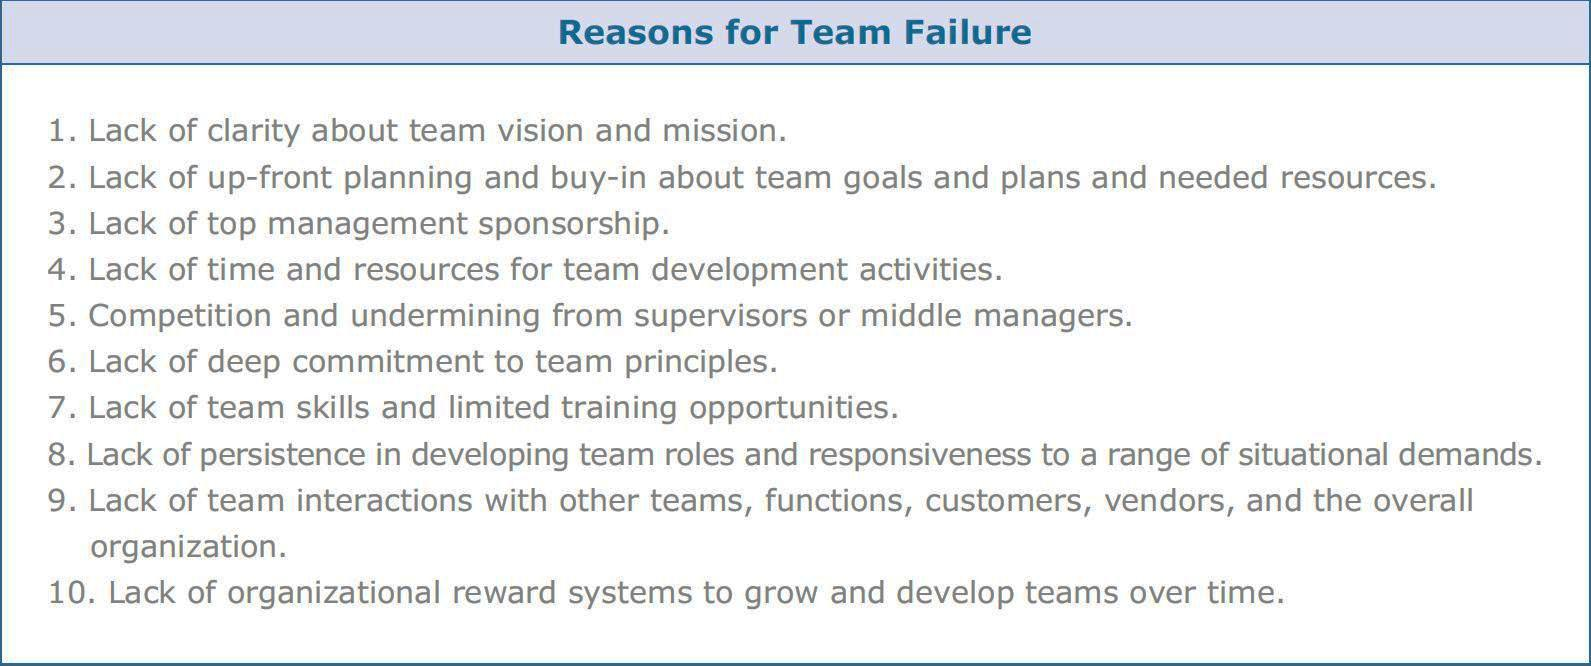 Reasons for Team Failure
1. Lack of clarity about team vision and mission.
2. Lack of up-front planning and buy-in about team goals and plans and needed resources.
3. Lack of top management sponsorship.
4. Lack of time and resources for team development activities.
5. Competition and undermining from supervisors or middle managers.
6. Lack of deep commitment to team principles.
7. Lack of team skills and limited training opportunities.
8. Lack of persistence in developing team roles and responsiveness to a range of situational demands.
9. Lack of team interactions with other teams, functions, customers, vendors, and the overall
organization.
10. Lack of organizational reward systems to grow and develop teams over time.